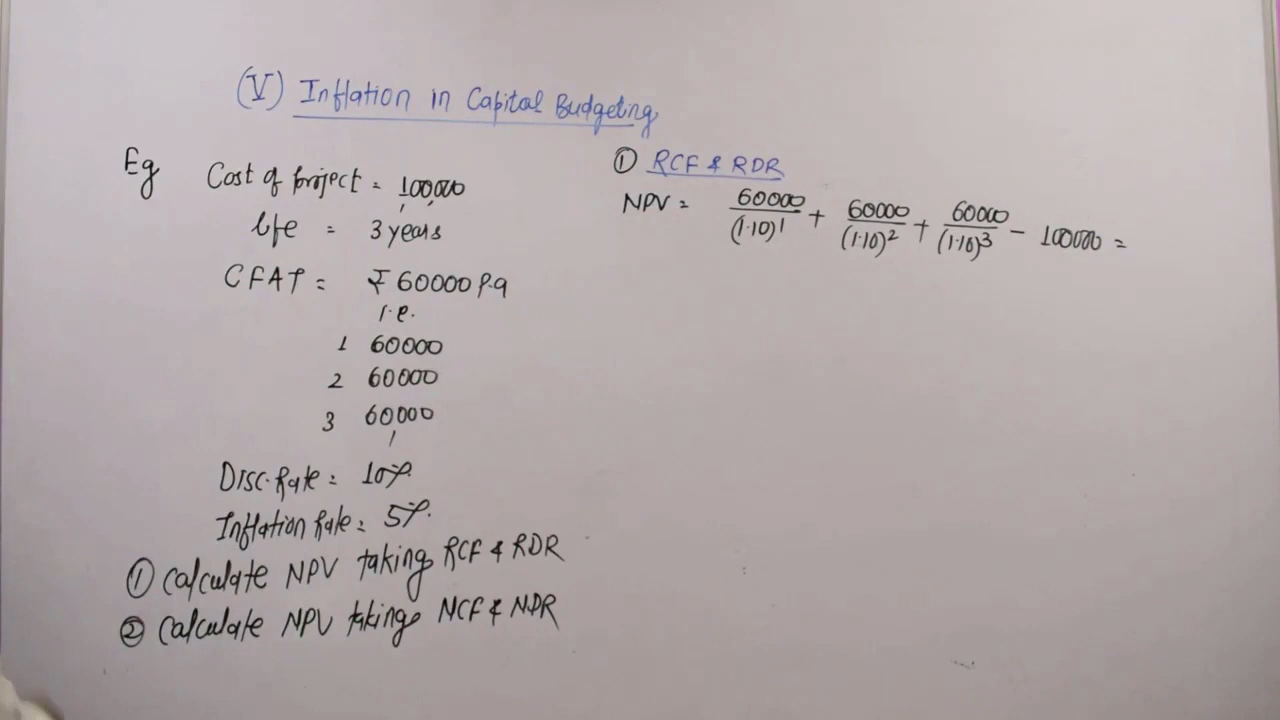 (V) Inflation in Capital Budgeting
Eg Cost of project = 100,000
life = 3 years
CFAT = ₹ 60000 P.a
i.e.
1 60000
2 60000
3 60000
Disc. Rate = 10%.
Inflation Rate = 5%.
① Calculate NPV taking RCF & RDR
② Calculate NPV taking NCF & NDR
① RCF & RDR
NPV = 60000/(1.10)^1 + 60000/(1.10)^2 + 60000/(1.10)^3 - 100000 =